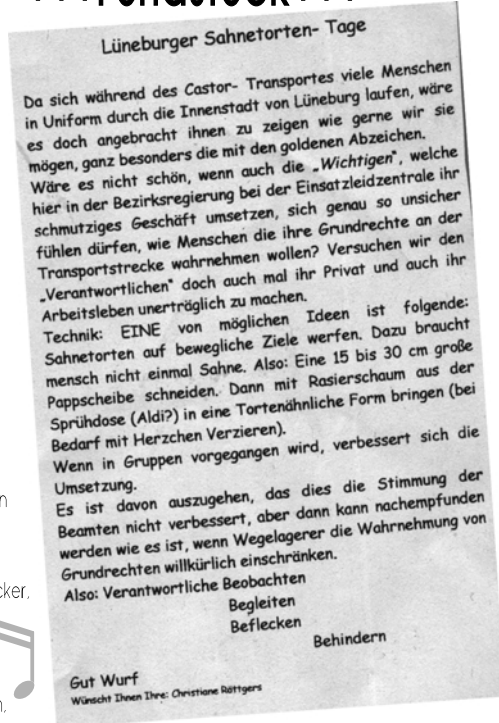 Lüneburger Sahnetorten- Tage
Da sich während des Castor- Transportes viele Menschen
in Uniform durch die Innenstadt von Lüneburg laufen, wäre
es doch angebracht ihnen zu zeigen wie gerne wir sie
mögen, ganz besonders die mit den goldenen Abzeichen.
Wäre es nicht schön, wenn auch die „Wichtigen", welche
hier in der Bezirksregierung bei der Einsatzleidzentrale ihr
schmutziges Geschäft umsetzen, sich genau so unsicher
fühlen dürfen, wie Menschen die ihre Grundrechte an der
Transportstrecke wahrnehmen wollen? Versuchen wir den
„Verantwortlichen" doch auch mal ihr Privat und auch ihr
Arbeitsleben unerträglich zu machen.
Technik: EINE von möglichen Ideen ist folgende:
Sahnetorten auf bewegliche Ziele werfen. Dazu braucht
mensch nicht einmal Sahne. Also: Eine 15 bis 30 cm große
Pappscheibe schneiden. Dann mit Rasierschaum aus der
Sprühdose (Aldi?) in eine Tortenähnliche Form bringen (bei
Bedarf mit Herzchen Verzieren).
Wenn in Gruppen vorgegangen wird, verbessert sich die
Umsetzung.
Es ist davon auszugehen, das dies die Stimmung der
Beamten nicht verbessert, aber dann kann nachempfunden
werden wie es ist, wenn Wegelagerer die Wahrnehmung von
Grundrechten willkürlich einschränken.
Also: Verantwortliche Beobachten
Begleiten
Beflecken
Behindern
Gut Wurf
Wünscht Ihnen Ihre: Christiane Röttgers